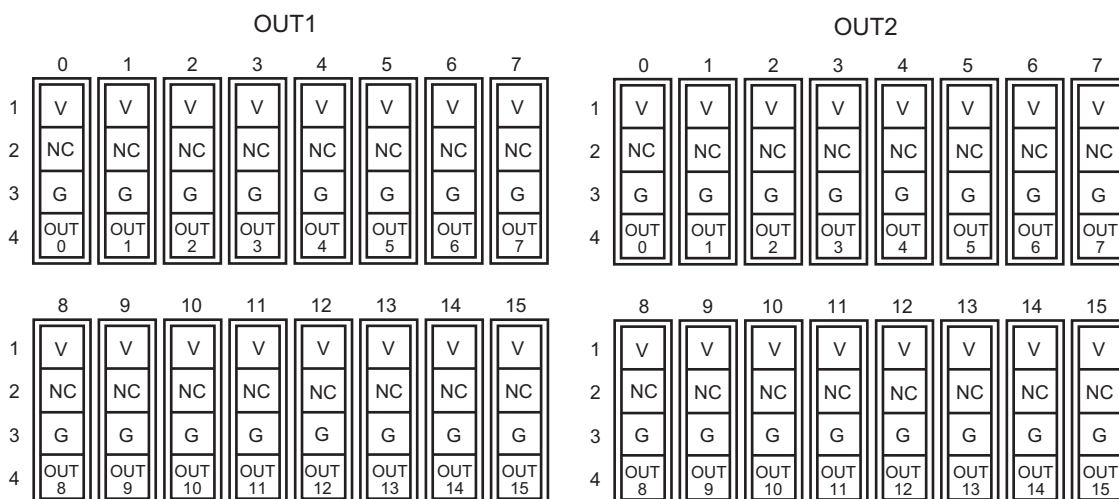 OUT1
0 1 2 3 4 5 6 7
1 V V V V V V V V
2 NC NC NC NC NC NC NC NC
3 G G G G G G G G
4 OUT 0 OUT 1 OUT 2 OUT 3 OUT 4 OUT 5 OUT 6 OUT 7
8 9 10 11 12 13 14 15
1 V V V V V V V V
2 NC NC NC NC NC NC NC NC
3 G G G G G G G G
4 OUT 8 OUT 9 OUT 10 OUT 11 OUT 12 OUT 13 OUT 14 OUT 15
OUT2
0 1 2 3 4 5 6 7
1 V V V V V V V V
2 NC NC NC NC NC NC NC NC
3 G G G G G G G G
4 OUT 0 OUT 1 OUT 2 OUT 3 OUT 4 OUT 5 OUT 6 OUT 7
8 9 10 11 12 13 14 15
1 V V V V V V V V
2 NC NC NC NC NC NC NC NC
3 G G G G G G G G
4 OUT 8 OUT 9 OUT 10 OUT 11 OUT 12 OUT 13 OUT 14 OUT 15